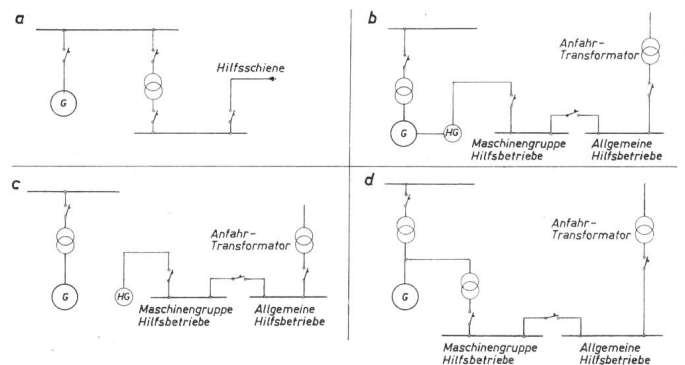 a
Hilfsschiene
G
b
Anfahr-
Transformator
G
HG
Maschinengruppe
Hilfsbetriebe
Allgemeine
Hilfsbetriebe
c
Anfahr-
Transformator
G
HG
Maschinengruppe
Hilfsbetriebe
Allgemeine
Hilfsbetriebe
d
Anfahr-
Transformator
G
Maschinengruppe
Hilfsbetriebe
Allgemeine
Hilfsbetriebe